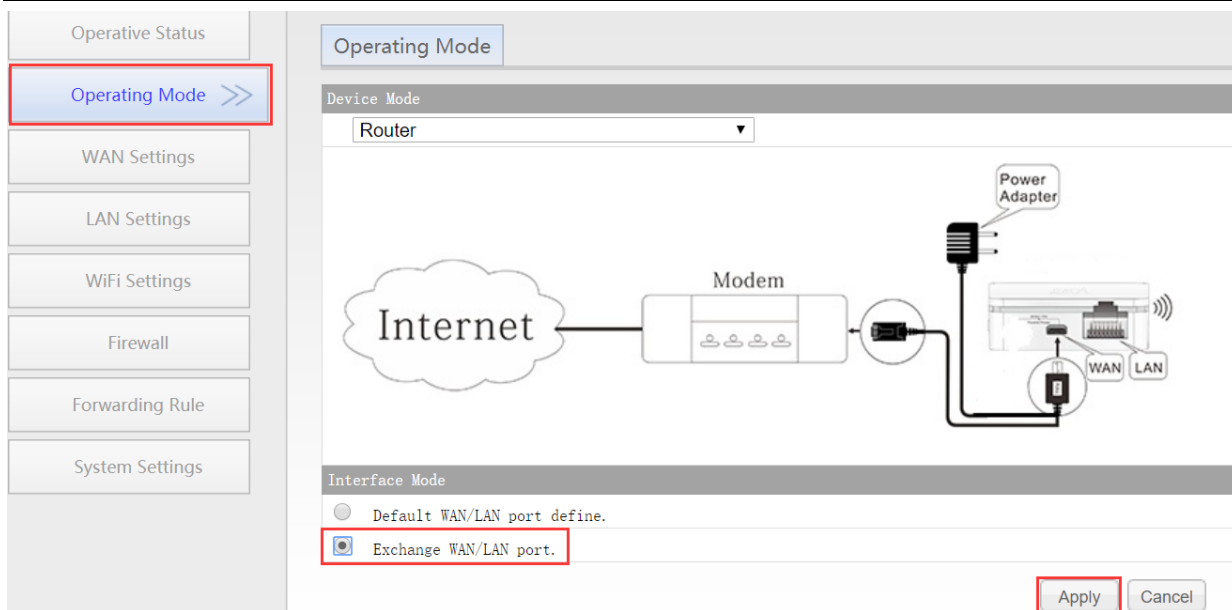 Operative Status
Operating Mode
WAN Settings
LAN Settings
WiFi Settings
Firewall
Forwarding Rule
System Settings
Operating Mode
Device Mode
Router
Power
Adapter
Modem
Internet
WAN
LAN
Interface Mode
Default WAN/LAN port define.
Exchange WAN/LAN port.
Apply
Cancel